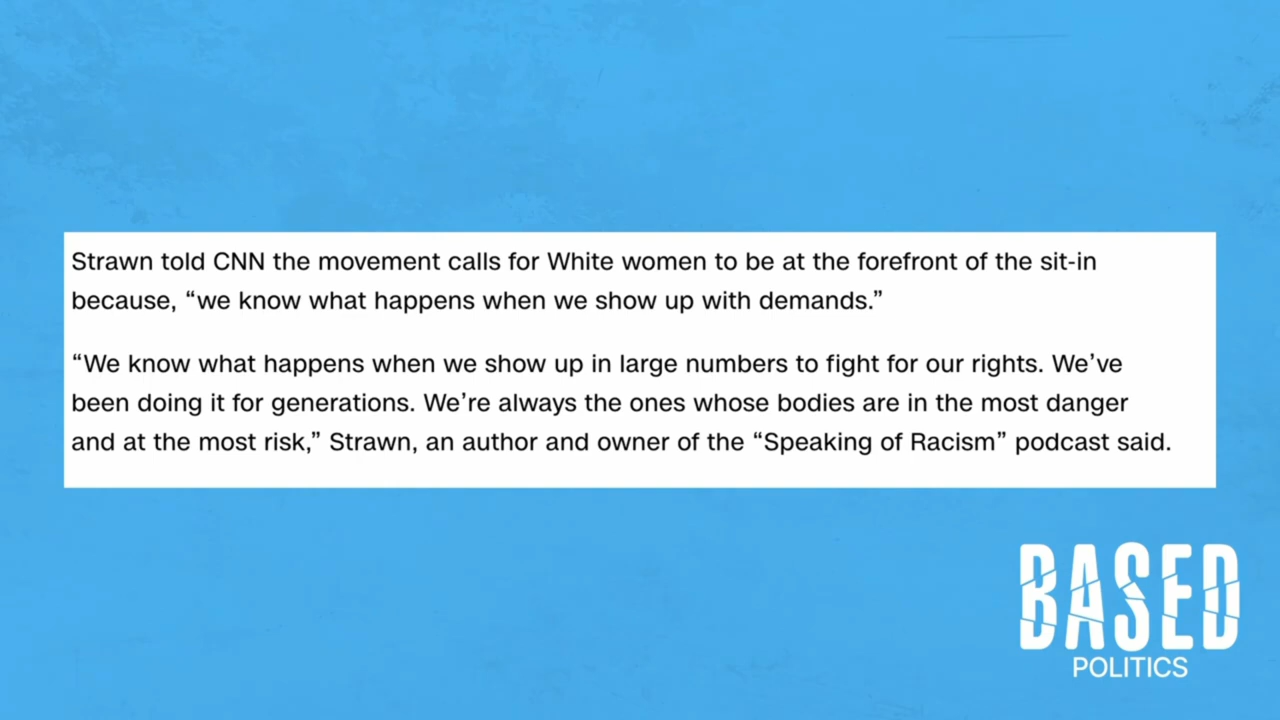 Strawn told CNN the movement calls for White women to be at the forefront of the sit-in
because, “we know what happens when we show up with demands.”
“We know what happens when we show up in large numbers to fight for our rights. We’ve
been doing it for generations. We’re always the ones whose bodies are in the most danger
and at the most risk,” Strawn, an author and owner of the “Speaking of Racism” podcast said.
BASED
POLITICS